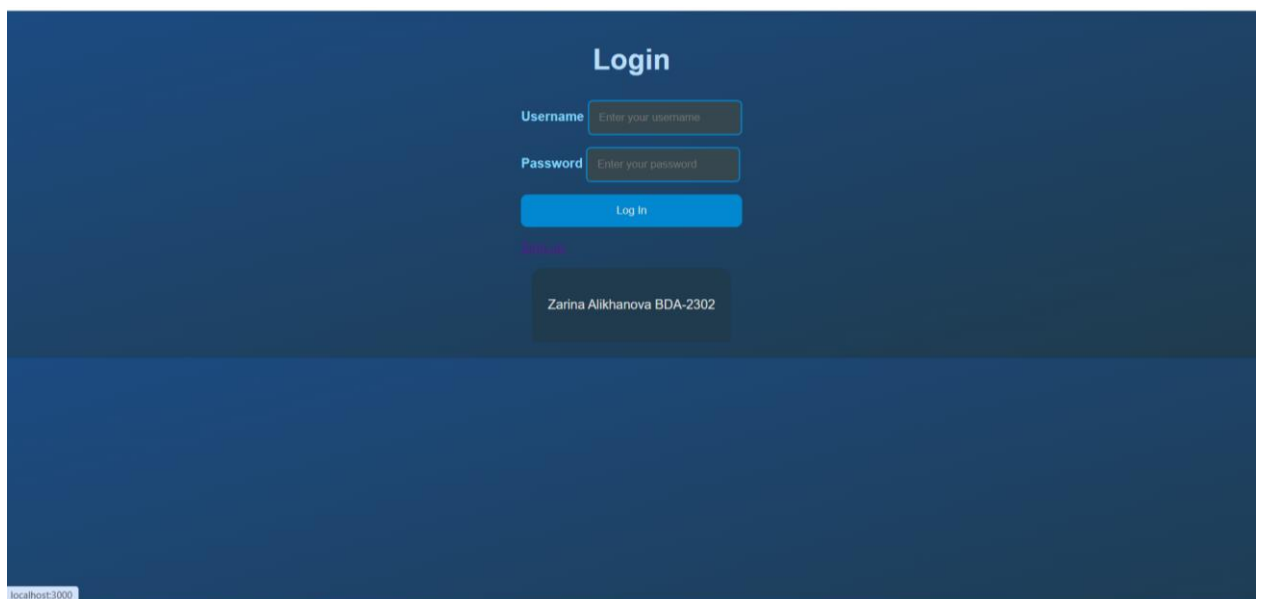 Login
Username
Enter your username
Password
Enter your password
Log In
Zarina Alikhanova BDA-2302
localhost:3000